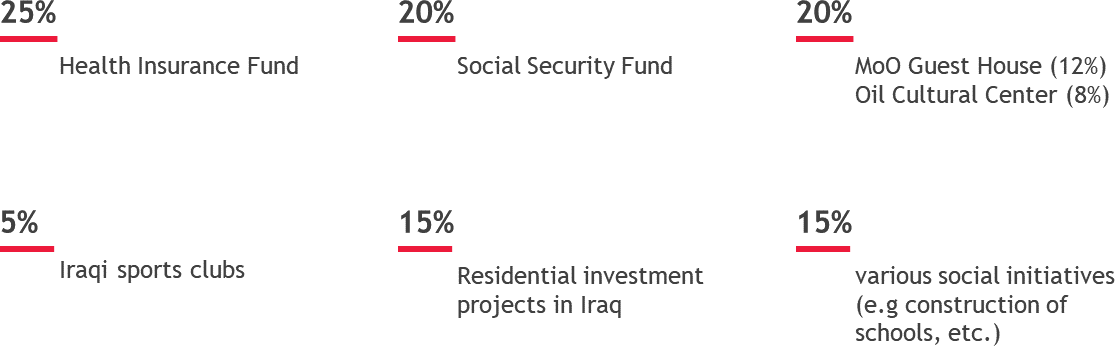 25%
Health Insurance Fund
20%
Social Security Fund
20%
MoO Guest House (12%)
Oil Cultural Center (8%)
5%
Iraqi sports clubs
15%
Residential investment
projects in Iraq
15%
various social initiatives
(e.g construction of
schools, etc.)